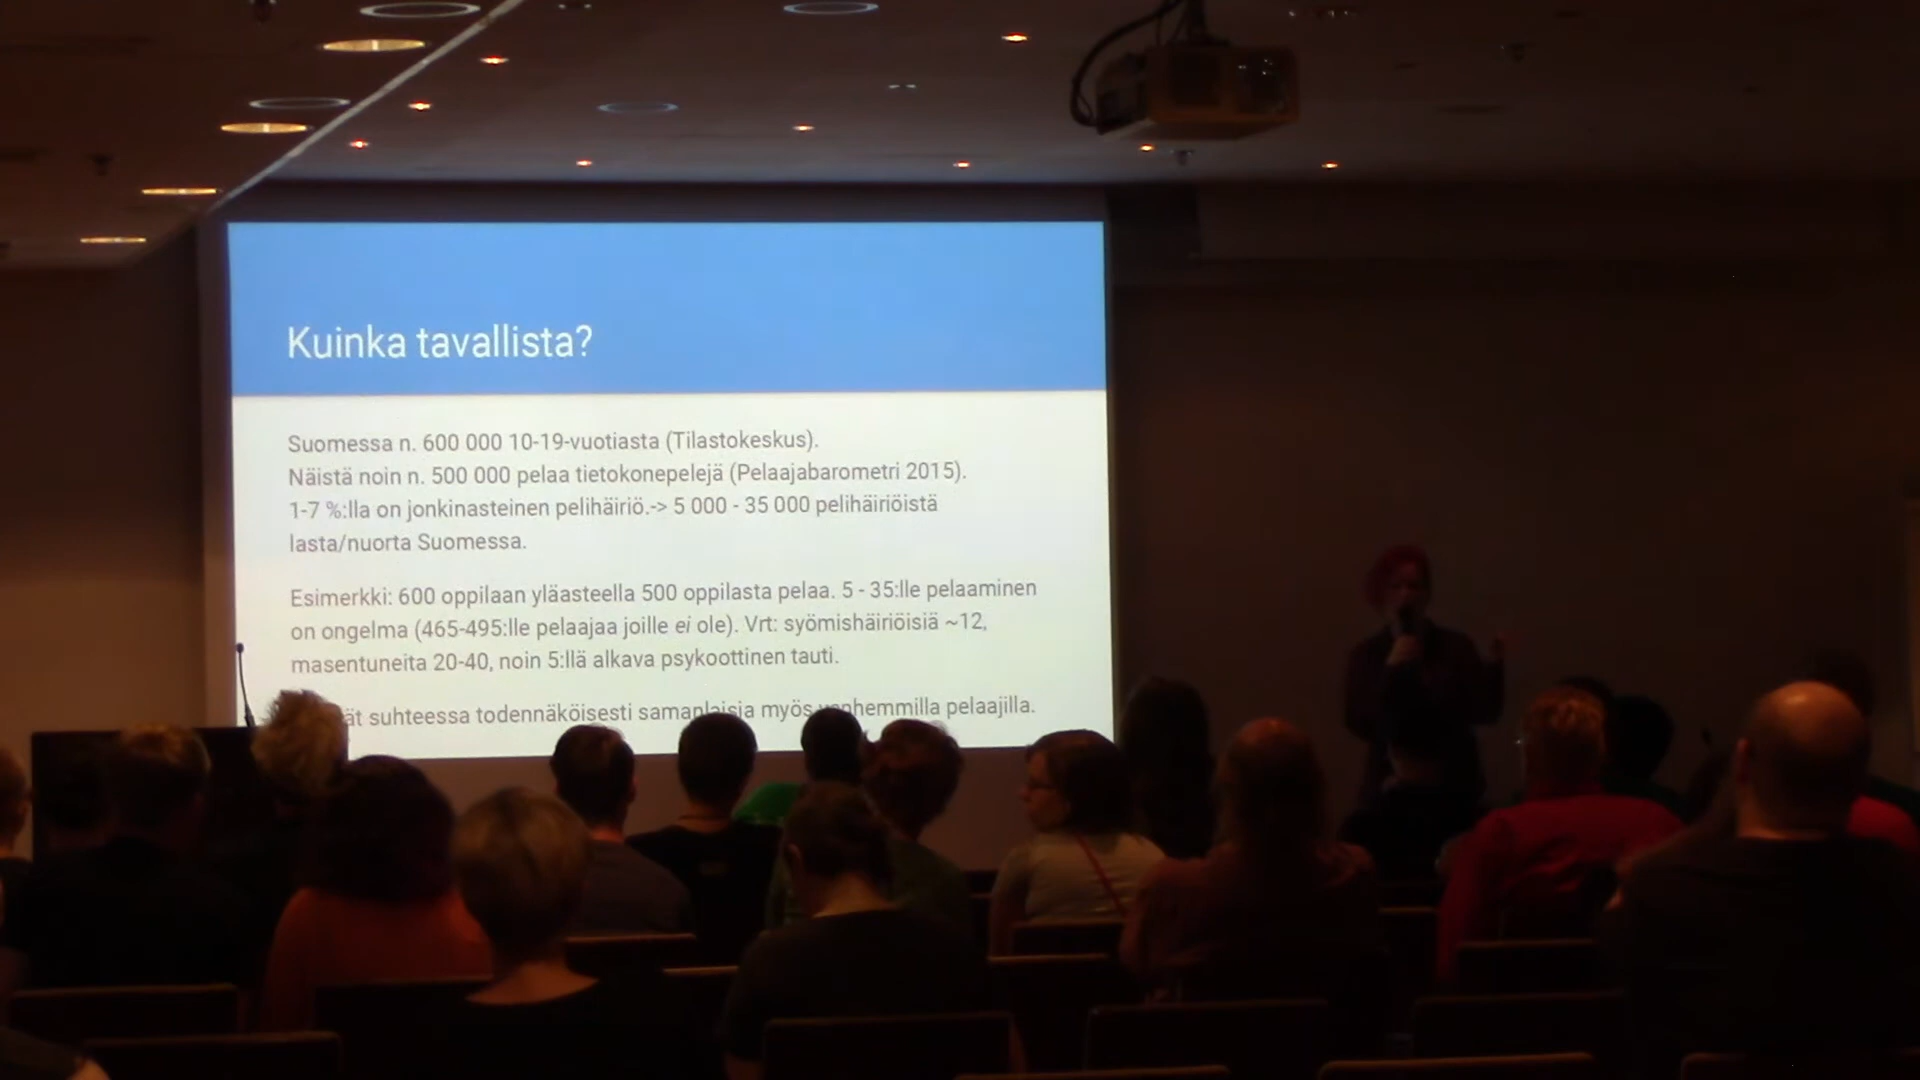 Kuinka tavallista?
Suomessa n. 600 000 10-19-vuotiasta (Tilastokeskus).
Näistä noin n. 500 000 pelaa tietokonepelejä (Pelaajabarometri 2015).
1-7 %:lla on jonkinasteinen pelihäiriö.-> 5 000 - 35 000 pelihäiriöistä
lasta/nuorta Suomessa.
Esimerkki: 600 oppilaan yläasteella 500 oppilasta pelaa. 5 - 35:lle pelaaminen
on ongelma (465-495:lle pelaajaa joille ei ole). Vrt: syömishäiriöisiä ~12,
masentuneita 20-40, noin 5:llä alkava psykoottinen tauti.
suhteessa todennäköisesti samanlaisia myös vanhemmilla pelaajilla.